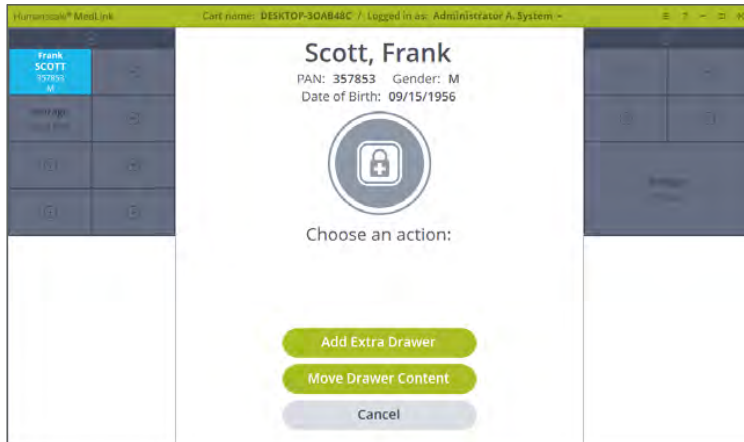 Humanscale® MedLink
Cart name: DESKTOP-3OAB48C / Logged in as: Administrator A. System
Frank
SCOTT
357853
M
Scott, Frank
PAN: 357853 Gender: M
Date of Birth: 09/15/1956
Choose an action:
Add Extra Drawer
Move Drawer Content
Cancel